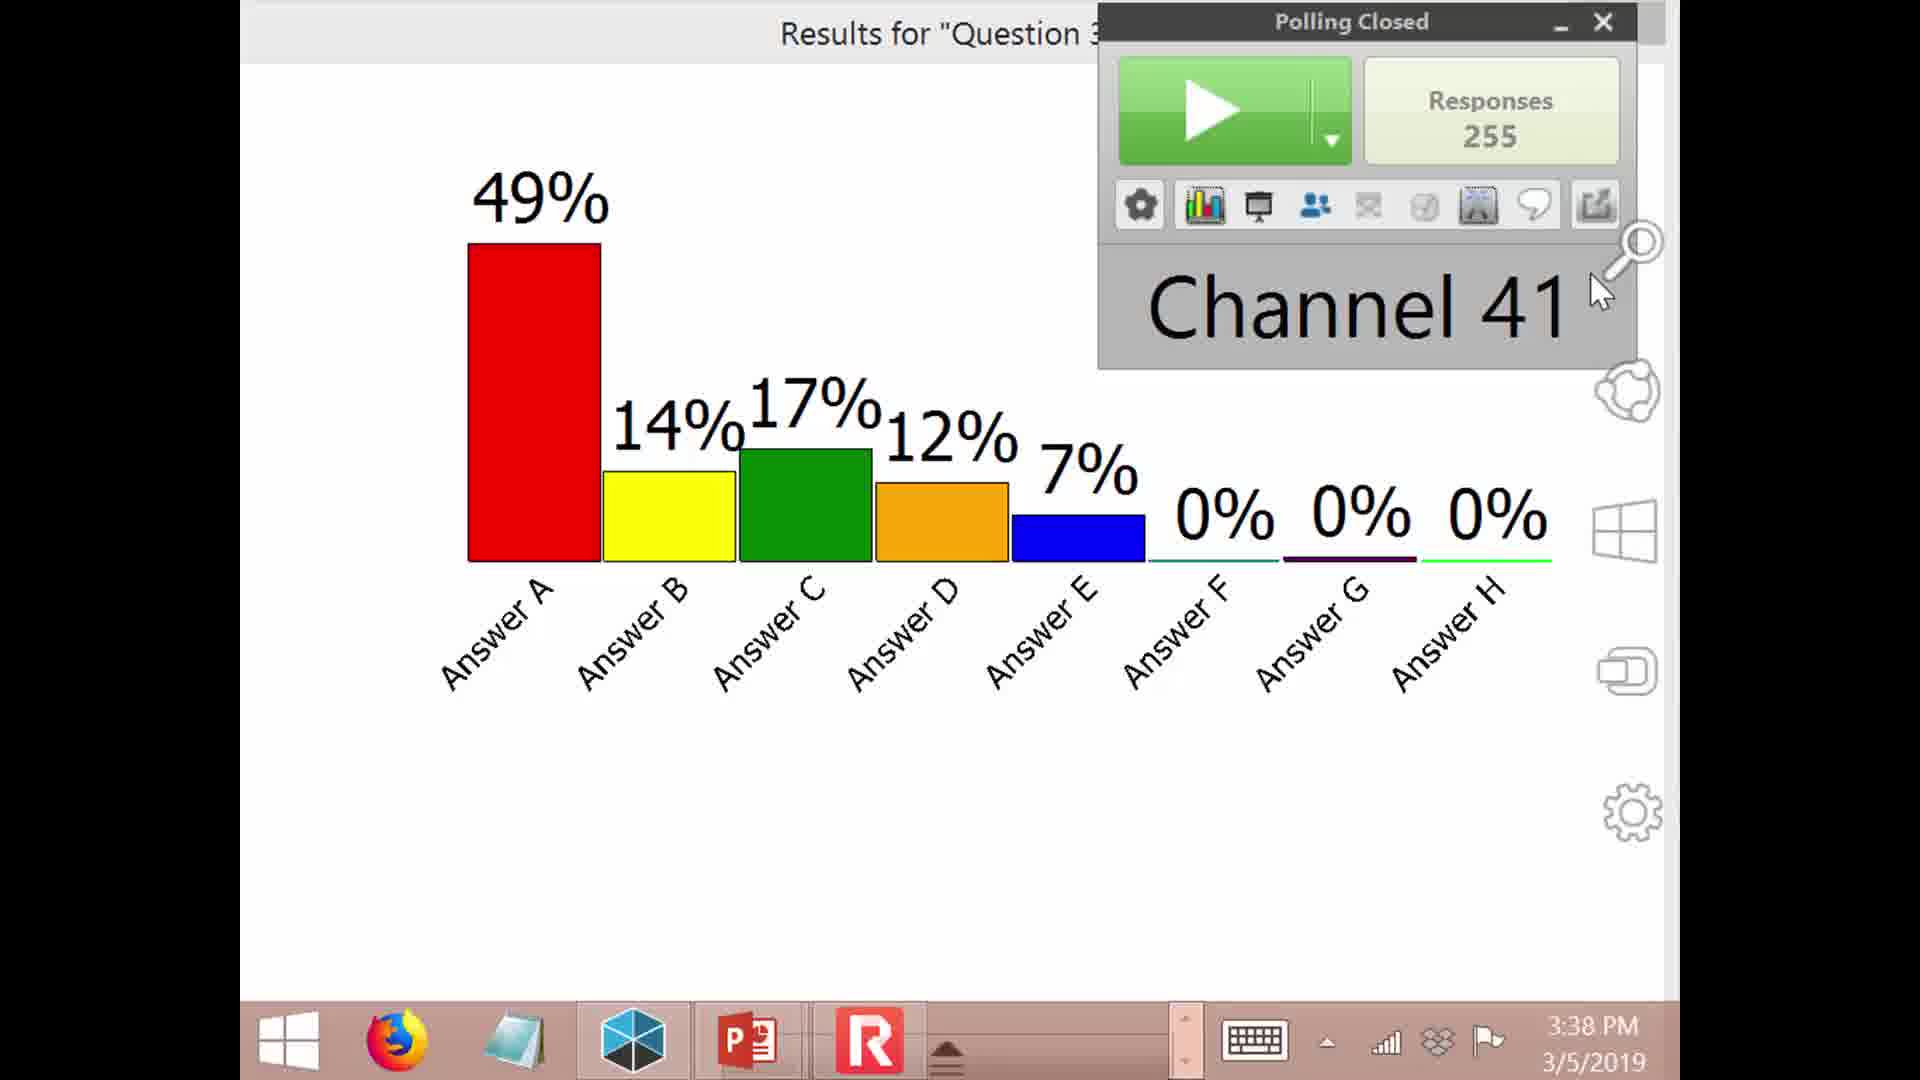 Results for "Question 3
Polling Closed
Responses
255
Channel 41
49%
14%
17%
12%
7%
0%
0%
0%
Answer A
Answer B
Answer C
Answer D
Answer E
Answer F
Answer G
Answer H
P
R
3:38 PM
3/5/2019